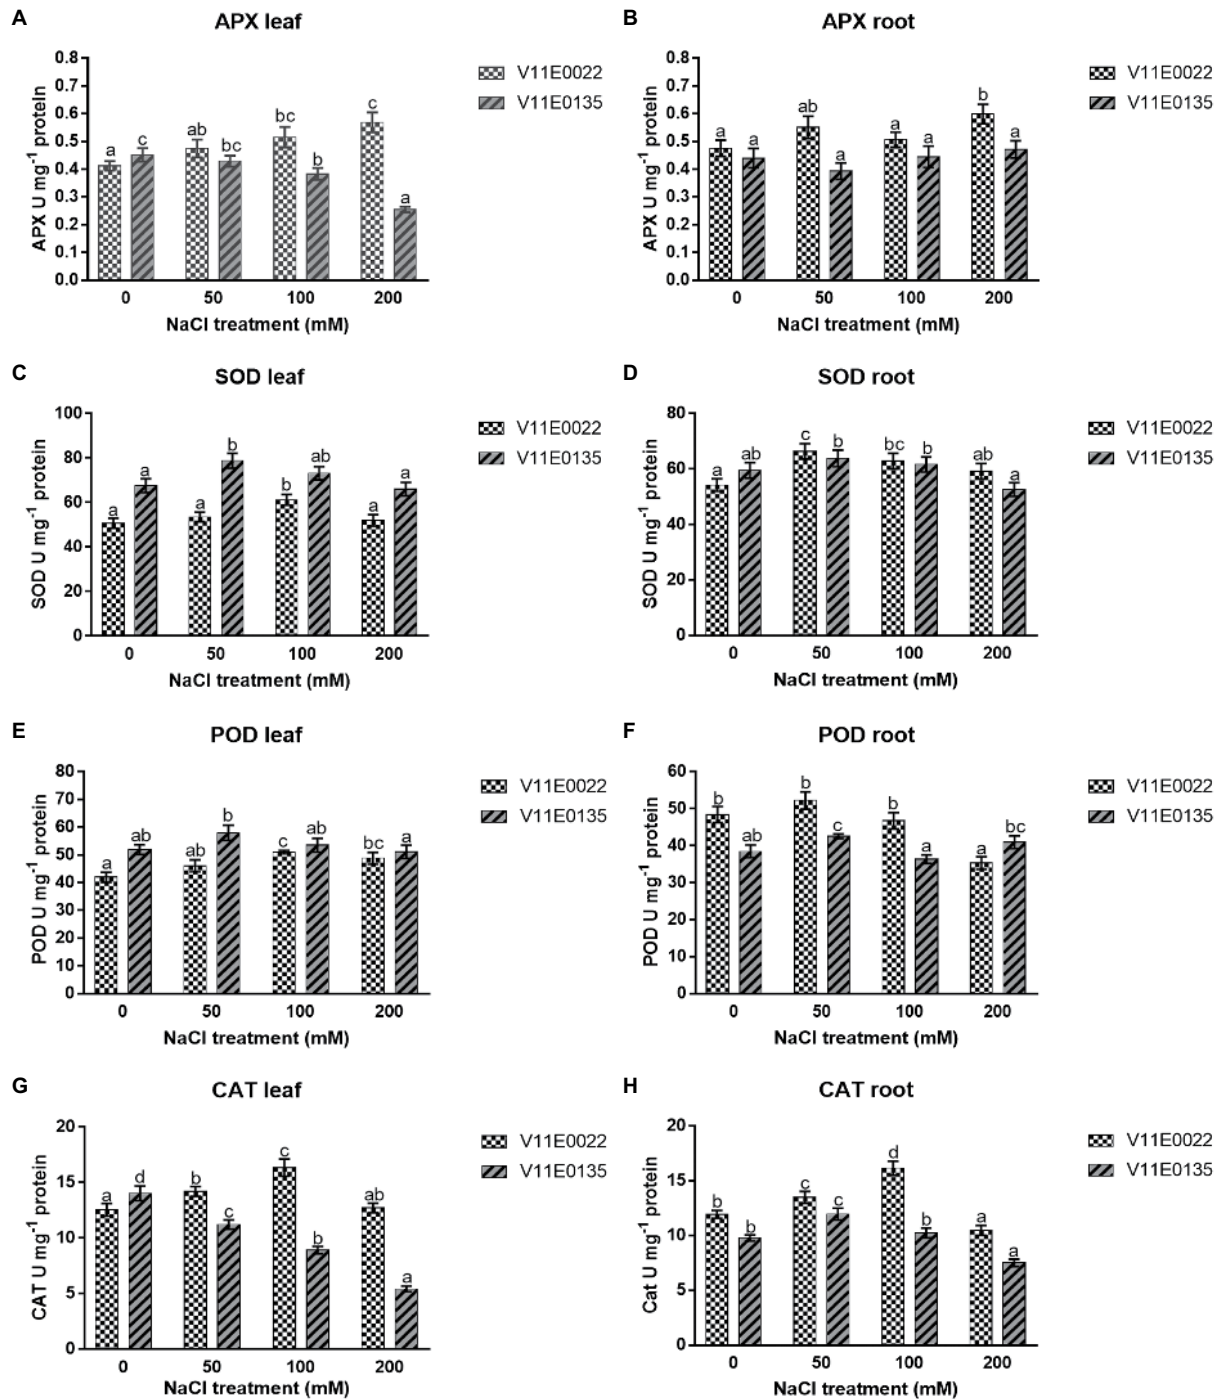 A
APX leaf
APX U mg⁻¹ protein
0.8
0.7
0.6
0.5
0.4
0.3
0.2
0.1
0.0
a c ab bc bc b c a
0 50 100 200
NaCl treatment (mM)
V11E0022
V11E0135
B
APX root
APX U mg⁻¹ protein
0.8
0.7
0.6
0.5
0.4
0.3
0.2
0.1
0.0
a a ab a a a b a
0 50 100 200
NaCl treatment (mM)
V11E0022
V11E0135
C
SOD leaf
SOD U mg⁻¹ protein
100
80
60
40
20
0
a a a b b ab a a
0 50 100 200
NaCl treatment (mM)
V11E0022
V11E0135
D
SOD root
SOD U mg⁻¹ protein
80
60
40
20
0
a ab c b bc b ab a
0 50 100 200
NaCl treatment (mM)
V11E0022
V11E0135
E
POD leaf
POD U mg⁻¹ protein
80
70
60
50
40
30
20
10
0
a ab ab b c ab bc a
0 50 100 200
NaCl treatment (mM)
V11E0022
V11E0135
F
POD root
POD U mg⁻¹ protein
60
50
40
30
20
10
0
b ab b c b a a bc
0 50 100 200
NaCl treatment (mM)
V11E0022
V11E0135
G
CAT leaf
CAT U mg⁻¹ protein
20
15
10
5
0
a d b c c b ab a
0 50 100 200
NaCl treatment (mM)
V11E0022
V11E0135
H
CAT root
Cat U mg⁻¹ protein
20
15
10
5
0
b b c c d b a a
0 50 100 200
NaCl treatment (mM)
V11E0022
V11E0135